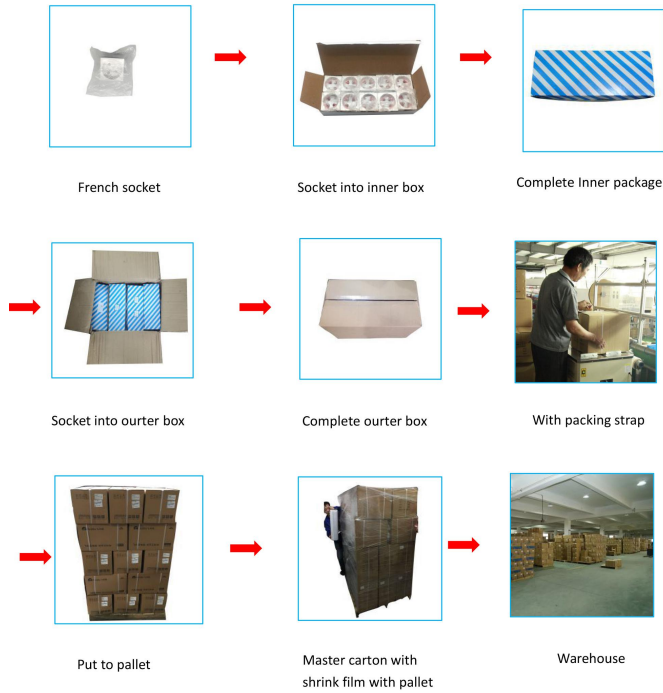 French socket
Socket into inner box
Complete Inner package
Socket into ourter box
Complete ourter box
With packing strap
Put to pallet
Master carton with
shrink film with pallet
Warehouse